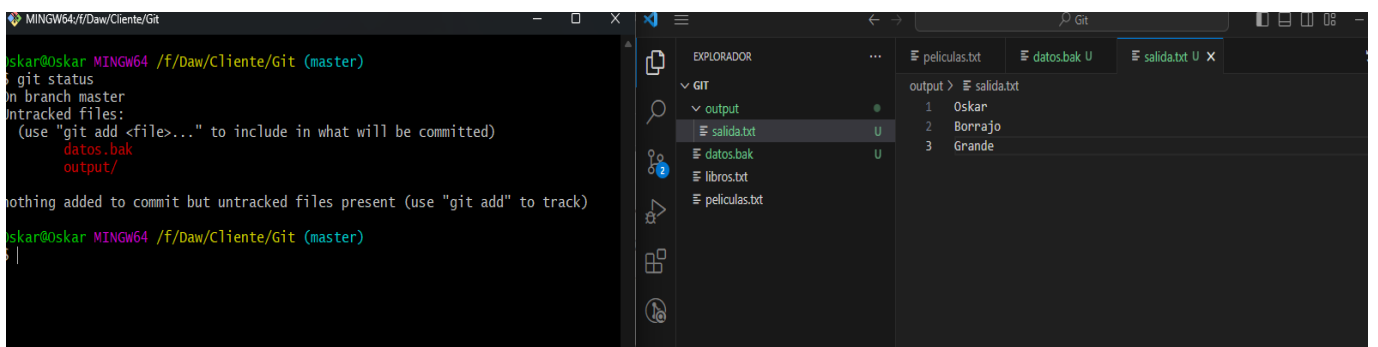 MINGW64:/f/Daw/Cliente/Git
Oskar@Oskar MINGW64 /f/Daw/Cliente/Git (master)
$ git status
On branch master
Untracked files:
(use "git add <file>..." to include in what will be committed)
datos.bak
output/
nothing added to commit but untracked files present (use "git add" to track)
Oskar@Oskar MINGW64 /f/Daw/Cliente/Git (master)
$
Git
EXPLORADOR ...
GIT
output
salida.txt U
datos.bak U
libros.txt
peliculas.txt
2
peliculas.txt datos.bak U salida.txt U X
output > salida.txt
1 Oskar
2 Borrajo
3 Grande